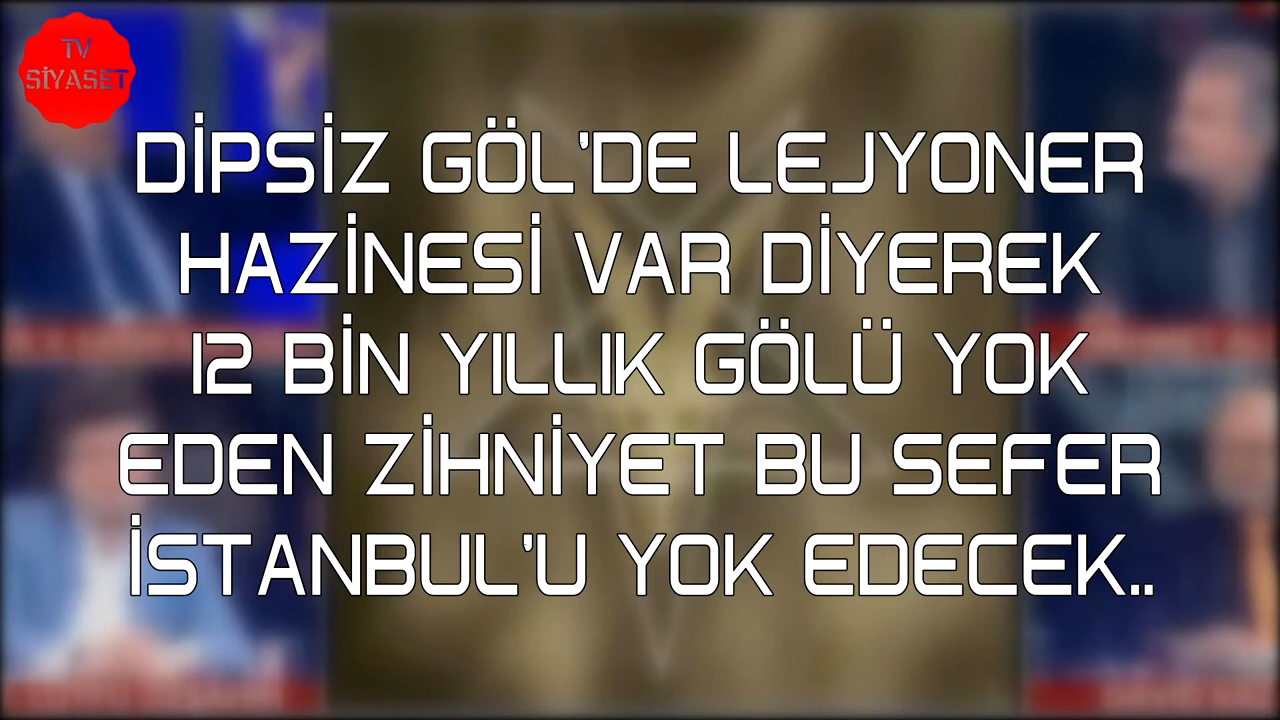 TV
SİYASET
DİPSİZ GÖL'DE LEJYONER
HAZİNESİ VAR DİYEREK
12 BİN YILLIK GÖLÜ YOK
EDEN ZİHNİYET BU SEFER
İSTANBUL'U YOK EDECEK..